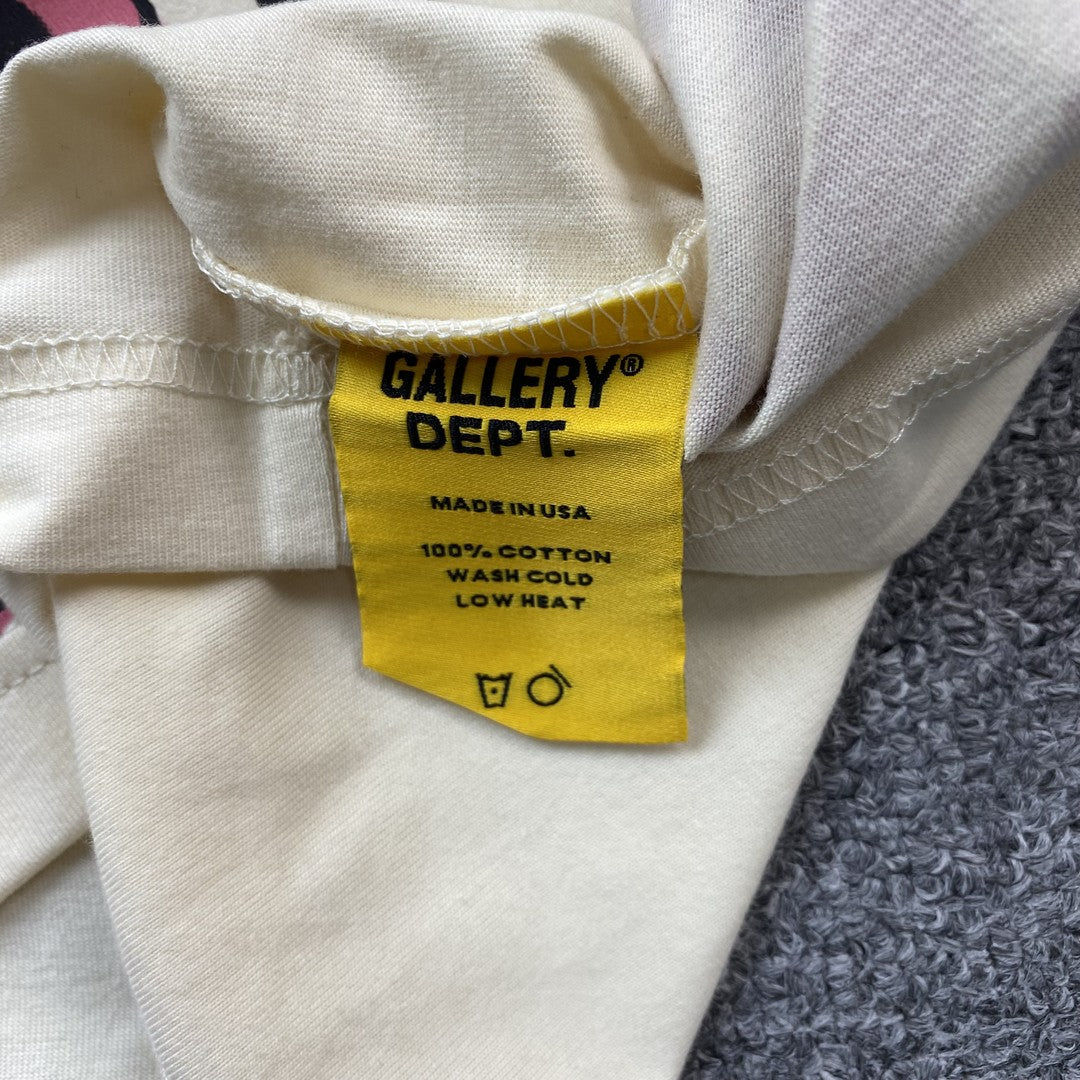 GALLERY®
DEPT.
MADE IN USA
100% COTTON
WASH COLD
LOW HEAT